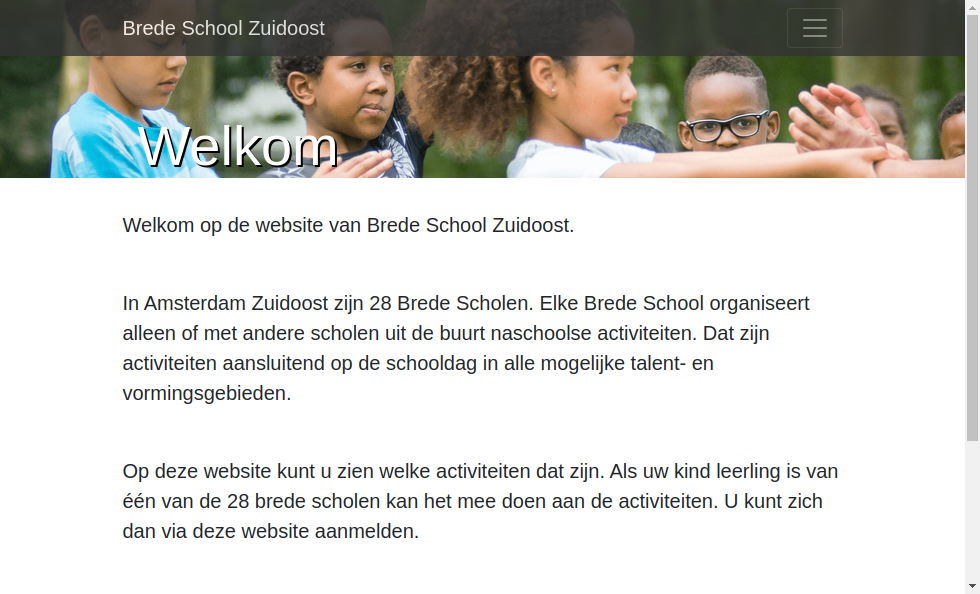 Brede School Zuidoost
Welkom
Welkom op de website van Brede School Zuidoost.
In Amsterdam Zuidoost zijn 28 Brede Scholen. Elke Brede School organiseert
alleen of met andere scholen uit de buurt naschoolse activiteiten. Dat zijn
activiteiten aansluitend op de schooldag in alle mogelijke talent- en
vormingsgebieden.
Op deze website kunt u zien welke activiteiten dat zijn. Als uw kind leerling is van
één van de 28 brede scholen kan het mee doen aan de activiteiten. U kunt zich
dan via deze website aanmelden.